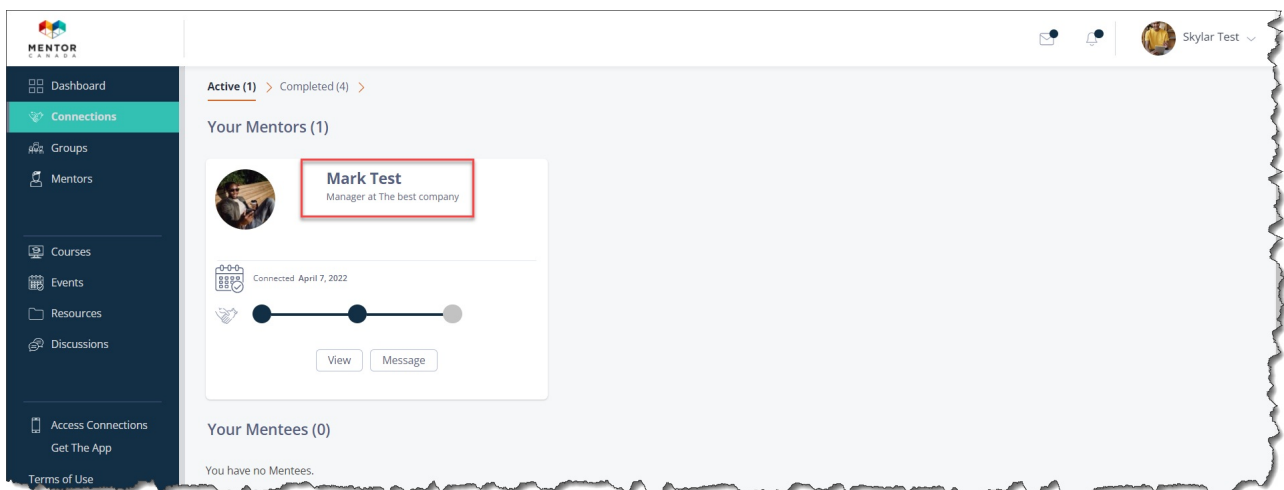 MENTOR
CANADA
Skylar Test
Dashboard
Connections
Groups
Mentors
Courses
Events
Resources
Discussions
Access Connections
Get The App
Terms of Use
Active (1) > Completed (4) >
Your Mentors (1)
Mark Test
Manager at The best company
Connected April 7, 2022
View Message
Your Mentees (0)
You have no Mentees.